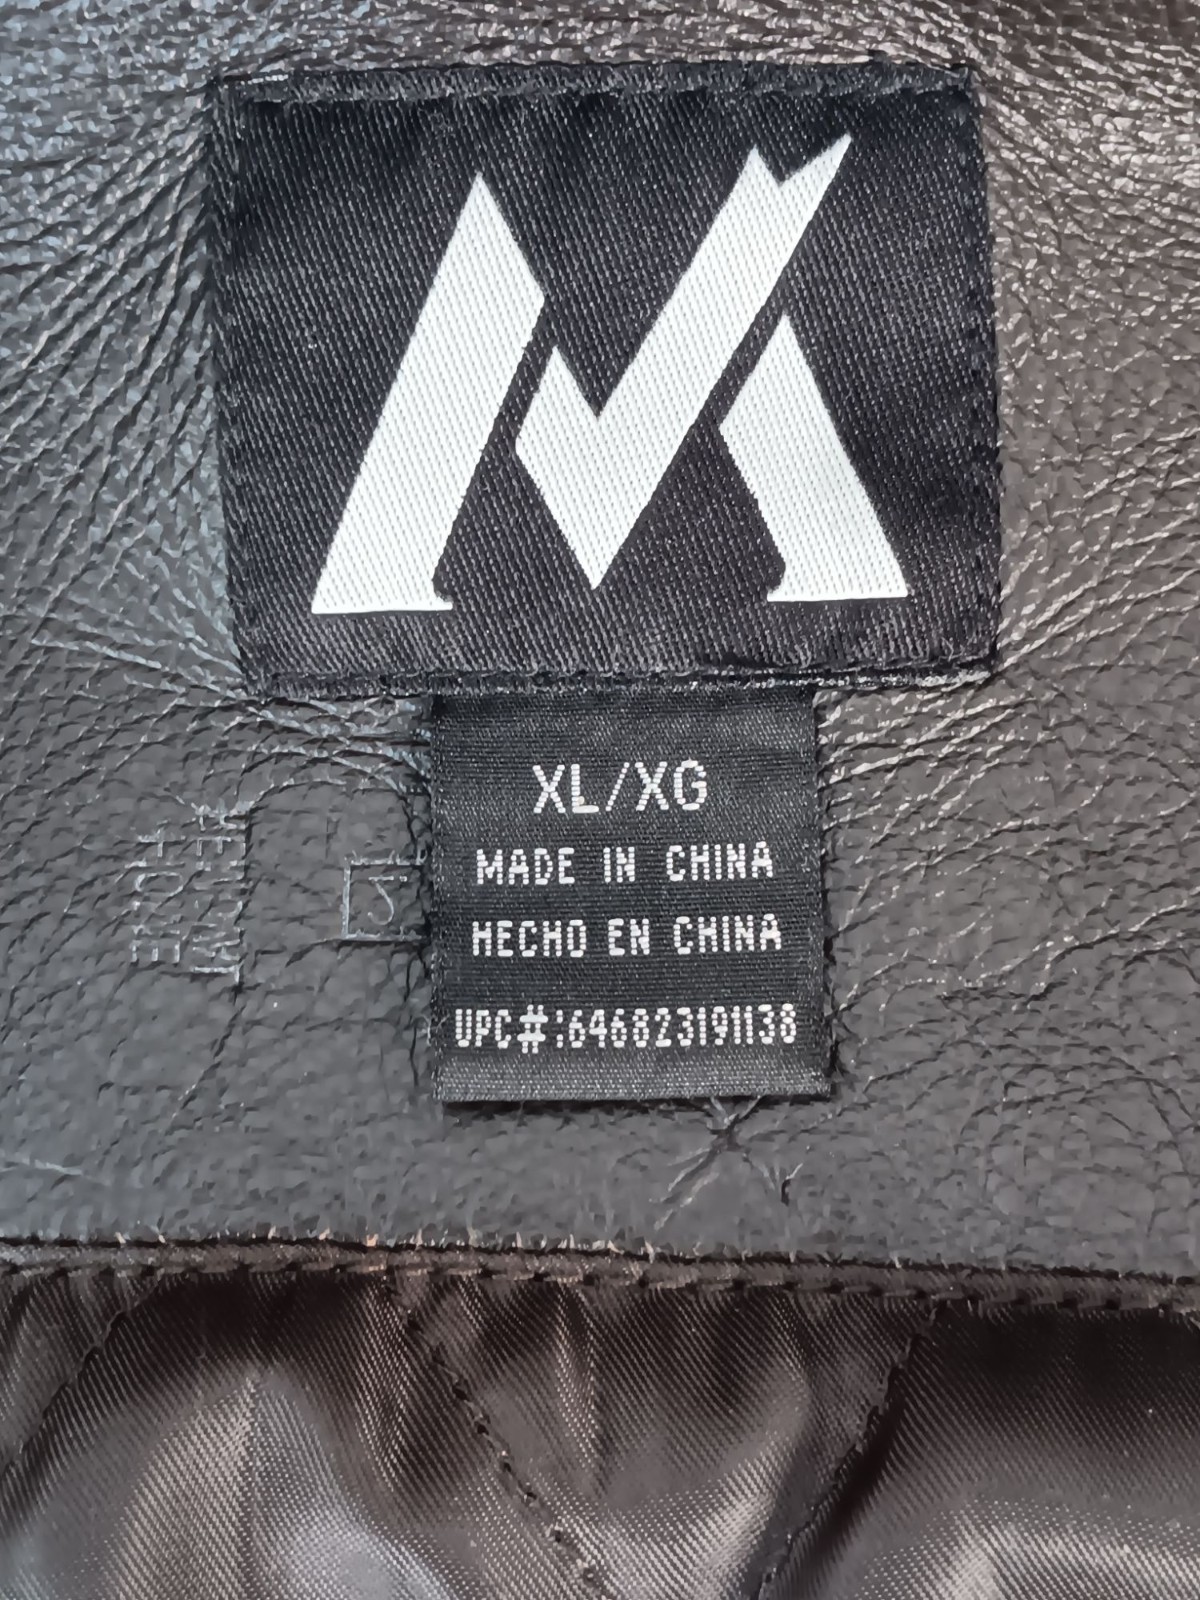 XL/XG
MADE IN CHINA
HECHO EN CHINA
UPC#:646823191138